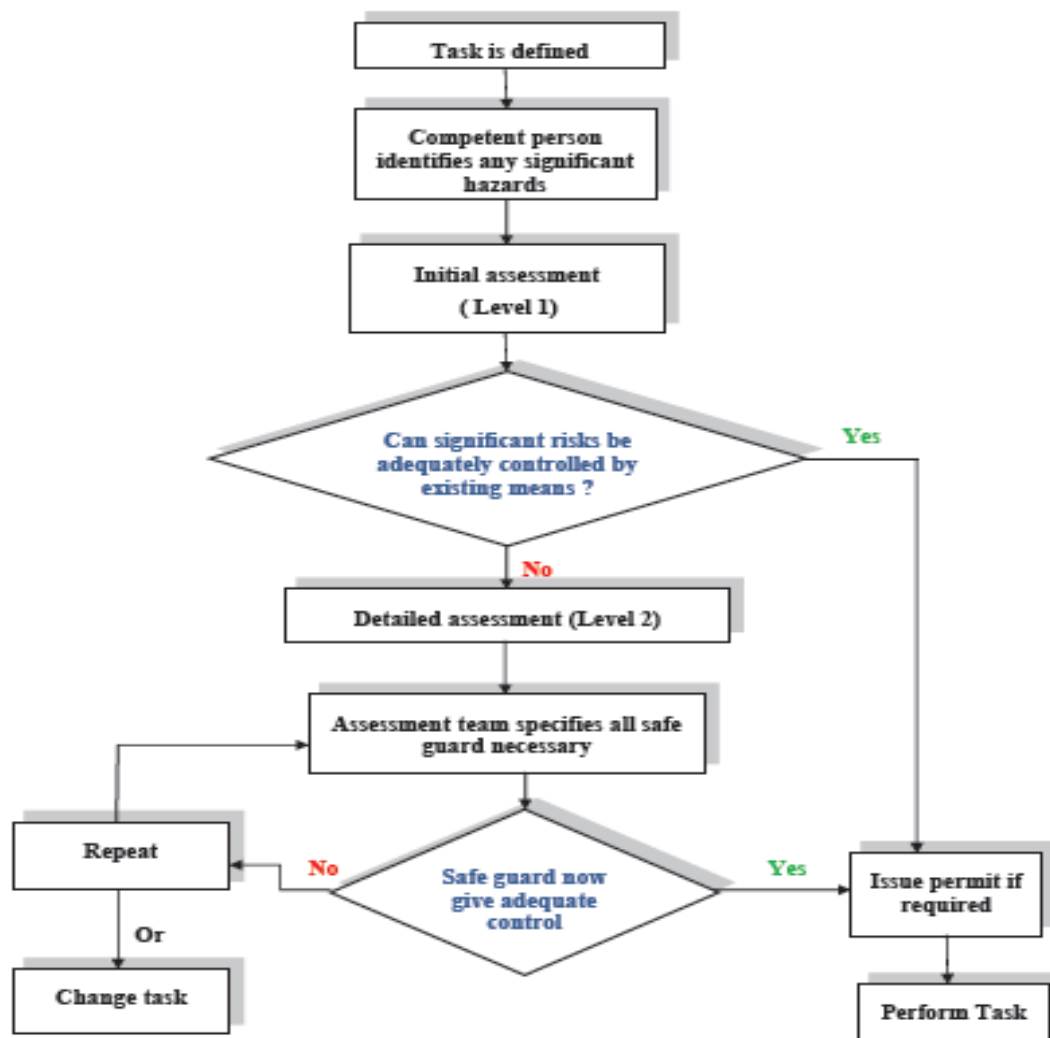 Task is defined
Competent person
identifies any significant
hazards
Initial assessment
( Level 1)
Can significant risks be
adequately controlled by
existing means ?
Yes
No
Detailed assessment (Level 2)
Assessment team specifies all safe
guard necessary
Repeat
No
Safe guard now
give adequate
control
Yes
Issue permit if
required
Or
Change task
Perform Task